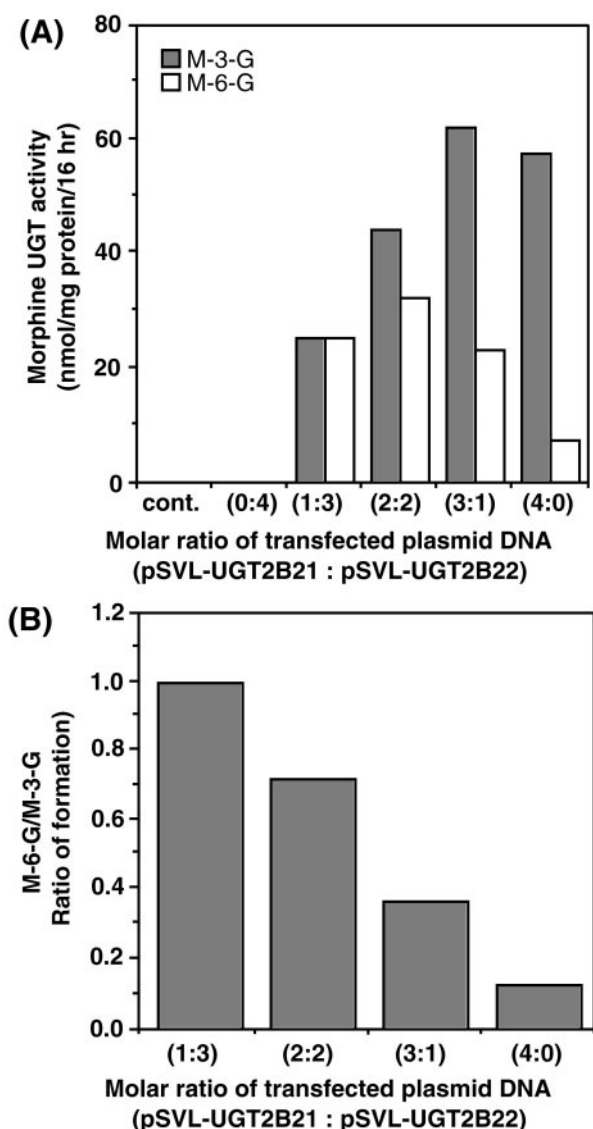 (A)
80
60
40
20
0
Morphine UGT activity
(nmol/mg protein/16 hr)
M-3-G
M-6-G
cont. (0:4) (1:3) (2:2) (3:1) (4:0)
Molar ratio of transfected plasmid DNA
(pSVL-UGT2B21 : pSVL-UGT2B22)
(B)
1.2
1.0
0.8
0.6
0.4
0.2
0.0
M-6-G/M-3-G
Ratio of formation)
(1:3) (2:2) (3:1) (4:0)
Molar ratio of transfected plasmid DNA
(pSVL-UGT2B21 : pSVL-UGT2B22)